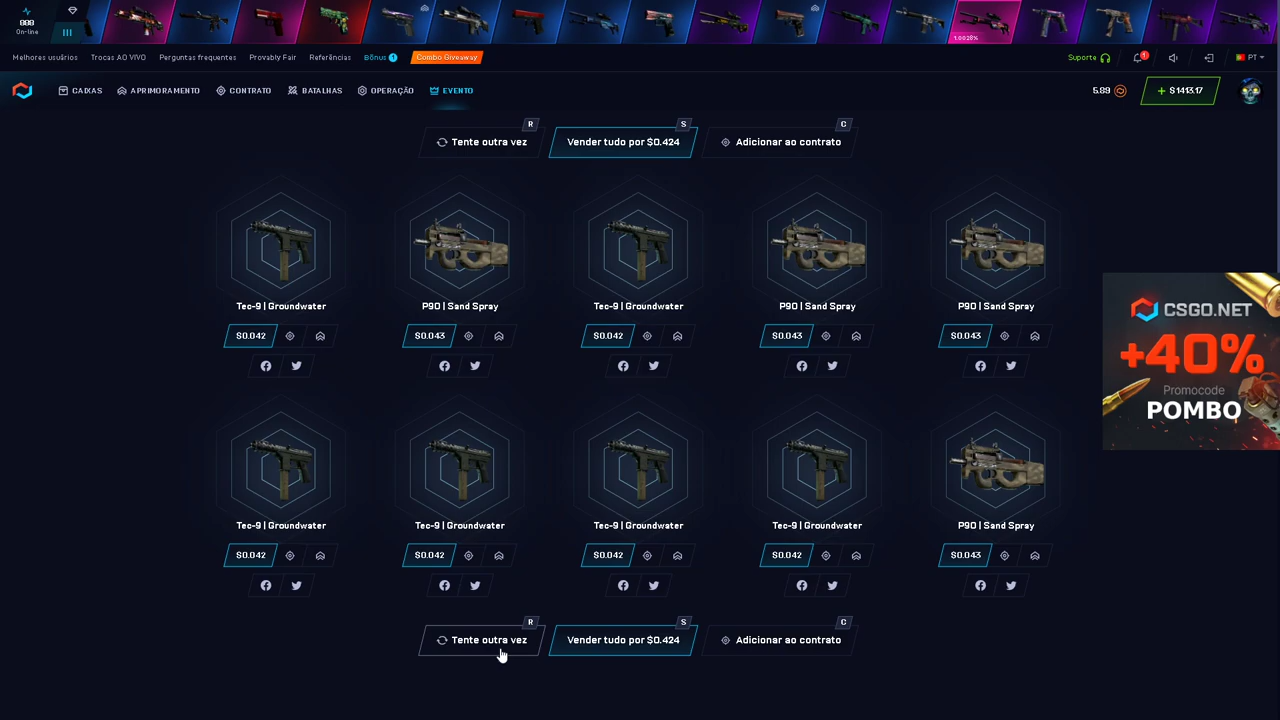 888
On-line
1.0028%
Melhores usuários Trocas AO VIVO Perguntas frequentes Provably Fair Referências Bônus 1 Combo Giveaway Suporte 1 PT
CAIXAS APRIMORAMENTO CONTRATO BATALHAS OPERAÇÃO EVENTO 5.89 + $ 1413.17
R S C
Tente outra vez Vender tudo por $0.424 Adicionar ao contrato
Tec-9 | Groundwater P90 | Sand Spray Tec-9 | Groundwater P90 | Sand Spray P90 | Sand Spray
$0.042 $0.043 $0.042 $0.043 $0.043
CSGO.NET
+40%
Promocode
POMBO
Tec-9 | Groundwater Tec-9 | Groundwater Tec-9 | Groundwater Tec-9 | Groundwater P90 | Sand Spray
$0.042 $0.042 $0.042 $0.042 $0.043
R S C
Tente outra vez Vender tudo por $0.424 Adicionar ao contrato